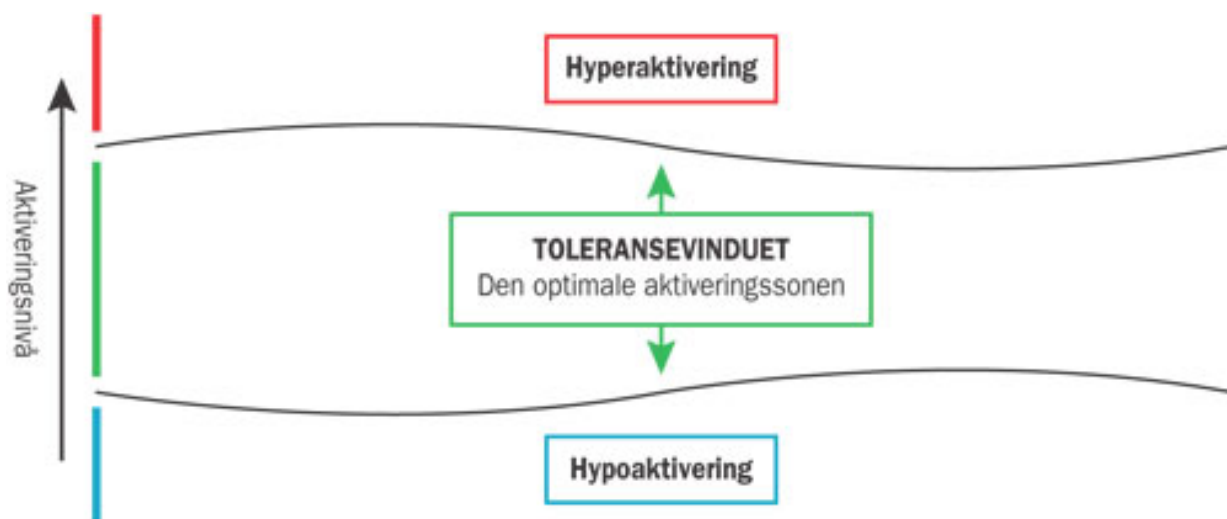 Hyperaktivering
Aktiveringsnivå
TOLERANSEVINDUET
Den optimale aktiveringssonen
Hypoaktivering